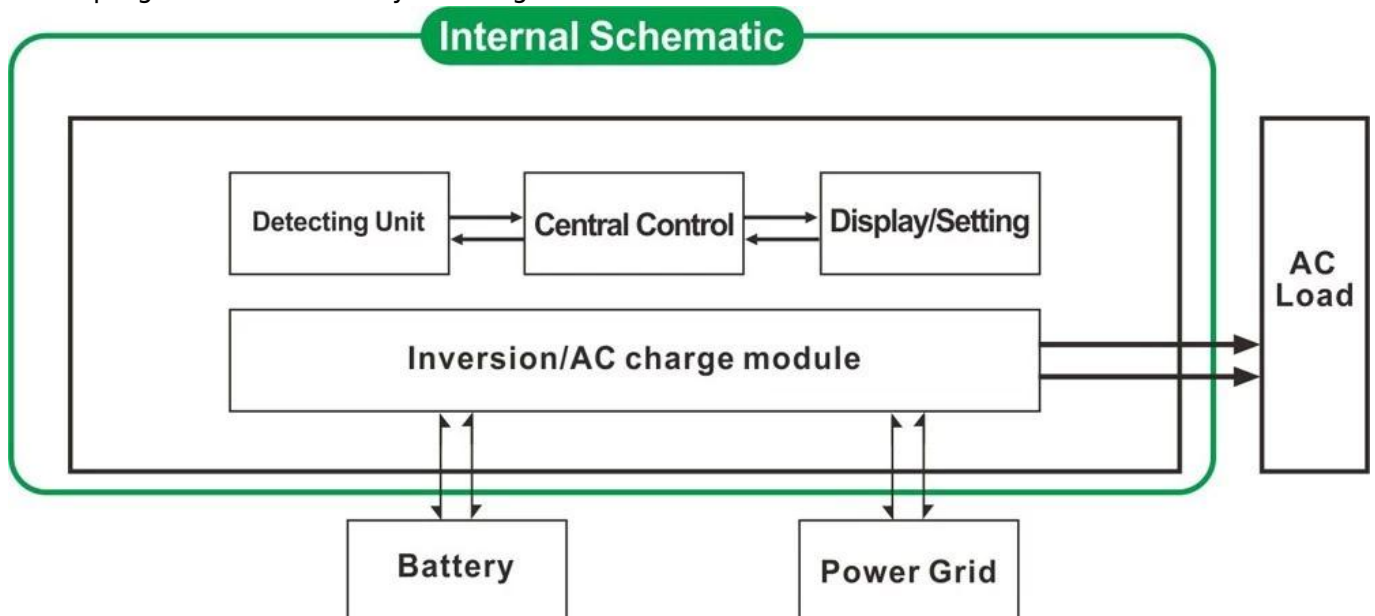 Internal Schematic
Detecting Unit
Central Control
Display/Setting
AC
Load
Inversion/AC charge module
Battery
Power Grid